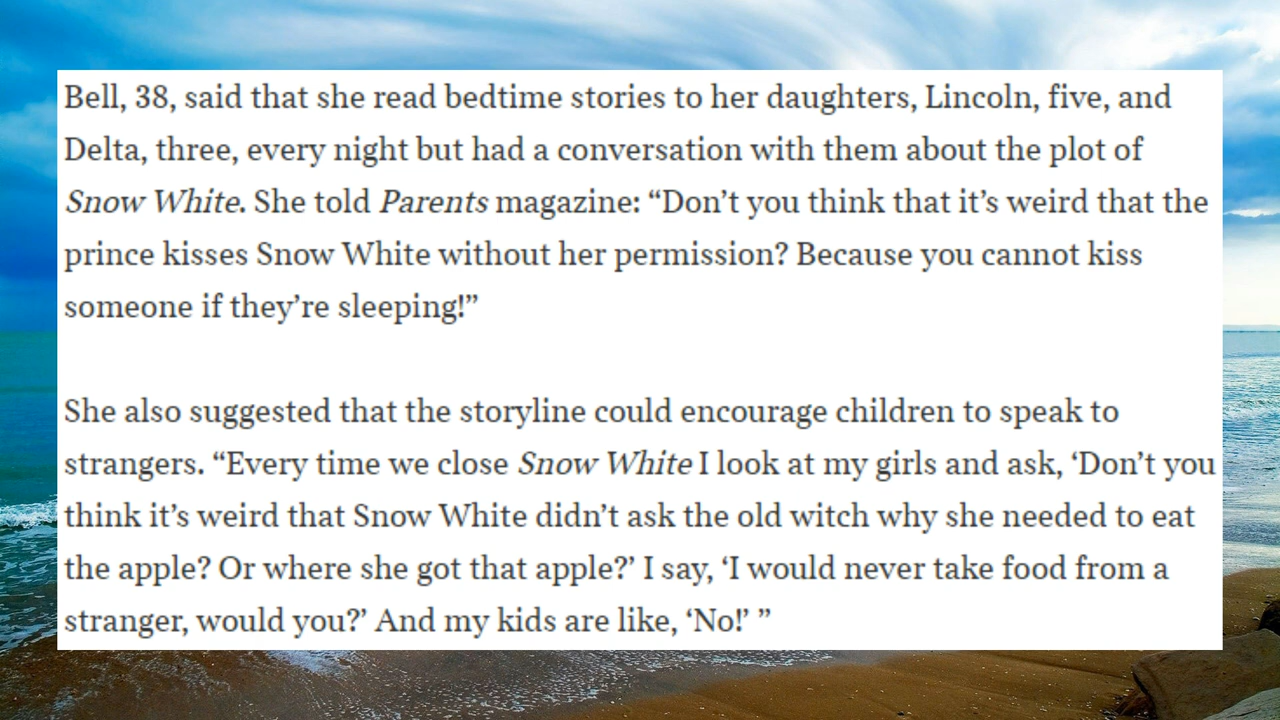 Bell, 38, said that she read bedtime stories to her daughters, Lincoln, five, and
Delta, three, every night but had a conversation with them about the plot of
Snow White. She told Parents magazine: “Don’t you think that it’s weird that the
prince kisses Snow White without her permission? Because you cannot kiss
someone if they’re sleeping!”
She also suggested that the storyline could encourage children to speak to
strangers. “Every time we close Snow White I look at my girls and ask, ‘Don’t you
think it’s weird that Snow White didn’t ask the old witch why she needed to eat
the apple? Or where she got that apple?’ I say, ‘I would never take food from a
stranger, would you?’ And my kids are like, ‘No!’ ”